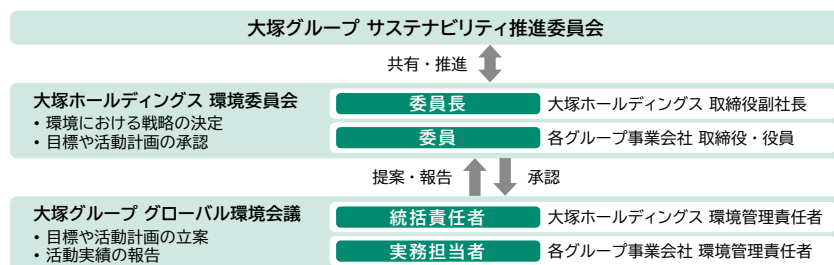 大塚グループ サステナビリティ推進委員会
共有・推進
大塚ホールディングス 環境委員会
• 環境における戦略の決定
• 目標や活動計画の承認
委員長 大塚ホールディングス 取締役副社長
委員 各グループ事業会社 取締役・役員
提案・報告 承認
大塚グループ グローバル環境会議
• 目標や活動計画の立案
• 活動実績の報告
統括責任者 大塚ホールディングス 環境管理責任者
実務担当者 各グループ事業会社 環境管理責任者